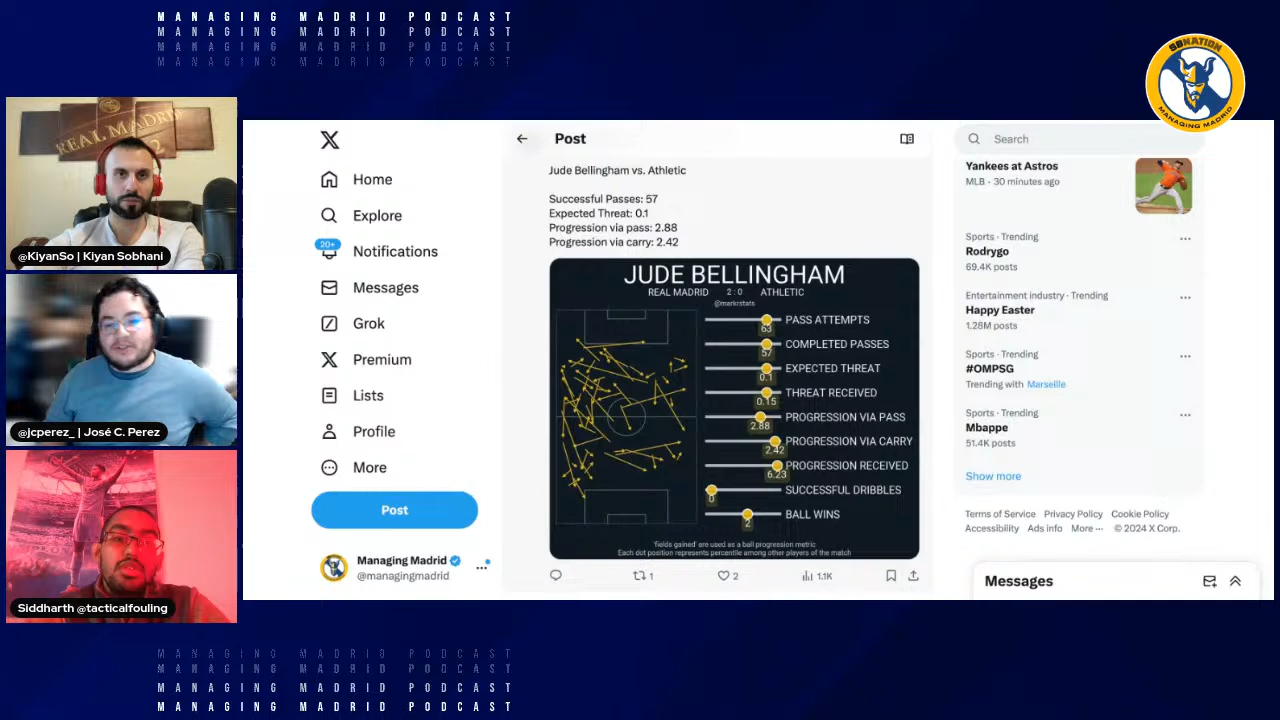 MANAGING MADRID PODCAST
MANAGING MADRID PODCAST
MANAGING MADRID PODCAST
MANAGING MADRID PODCAST
SBNATION
MANAGING MADRID
REAL MADRID
@KiyanSo | Kiyan Sobhani
@jcperez_ | José C. Perez
Siddharth @tacticalfouling
Home
Explore
20+
Notifications
Messages
Grok
Premium
Lists
Profile
More
Post
Managing Madrid
@managingmadrid
Post
Jude Bellingham vs. Athletic
Successful Passes: 57
Expected Threat: 0.1
Progression via pass: 2.88
Progression via carry: 2.42
JUDE BELLINGHAM
REAL MADRID 2:0 ATHLETIC
@markrstats
PASS ATTEMPTS
63
COMPLETED PASSES
57
EXPECTED THREAT
0.1
THREAT RECEIVED
0.15
PROGRESSION VIA PASS
2.88
PROGRESSION VIA CARRY
2.42
PROGRESSION RECEIVED
6.23
SUCCESSFUL DRIBBLES
0
BALL WINS
2
'fields gained' are used as a ball progression metric
Each dot position represents percentile among other players of the match
1
2
1.1K
Search
Yankees at Astros
MLB · 30 minutes ago
Sports · Trending
Rodrygo
69.4K posts
Entertainment industry · Trending
Happy Easter
1.28M posts
Sports · Trending
#OMPSG
Trending with Marseille
Sports · Trending
Mbappe
51.4K posts
Show more
Terms of Service Privacy Policy Cookie Policy
Accessibility Ads info More ··· © 2024 X Corp.
Messages
MANAGING MADRID PODCAST
MANAGING MADRID PODCAST
MANAGING MADRID PODCAST
MANAGING MADRID PODCAST